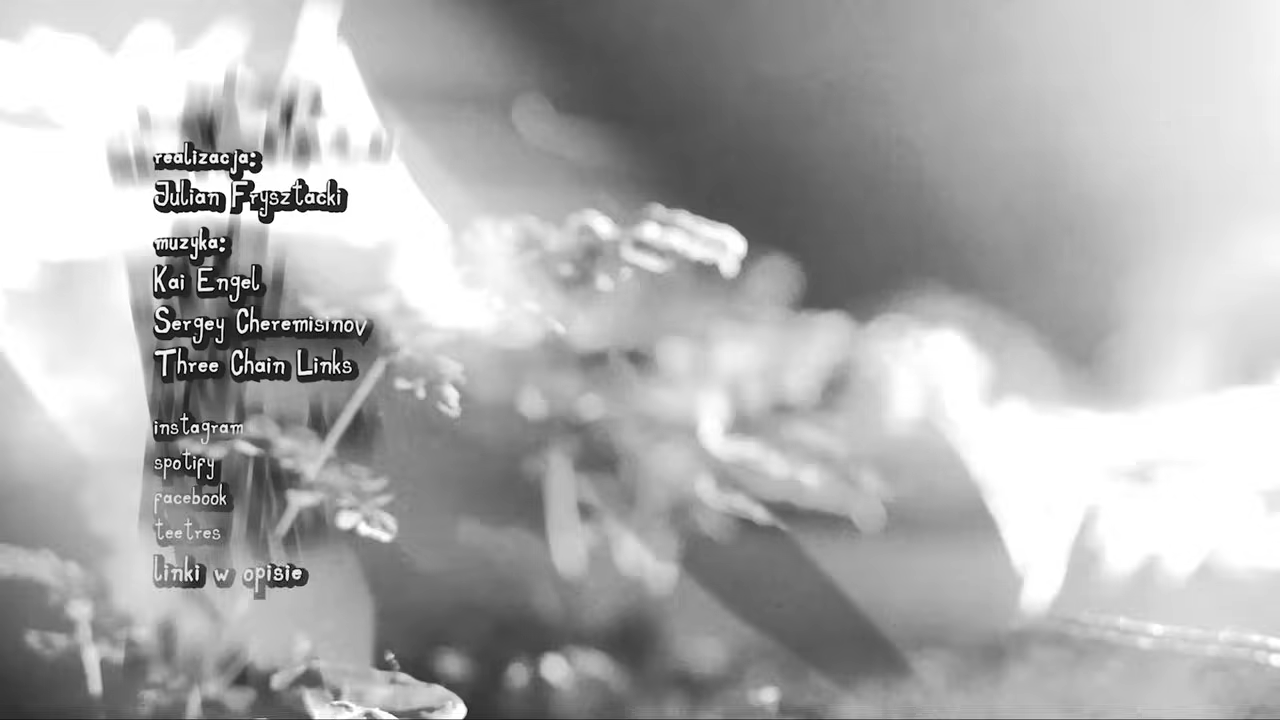 realizacja:
Julian Frysztacki
muzyka:
Kai Engel
Sergey Cheremisinov
Three Chain Links
instagram
spotify
facebook
teetres
linki w opisie